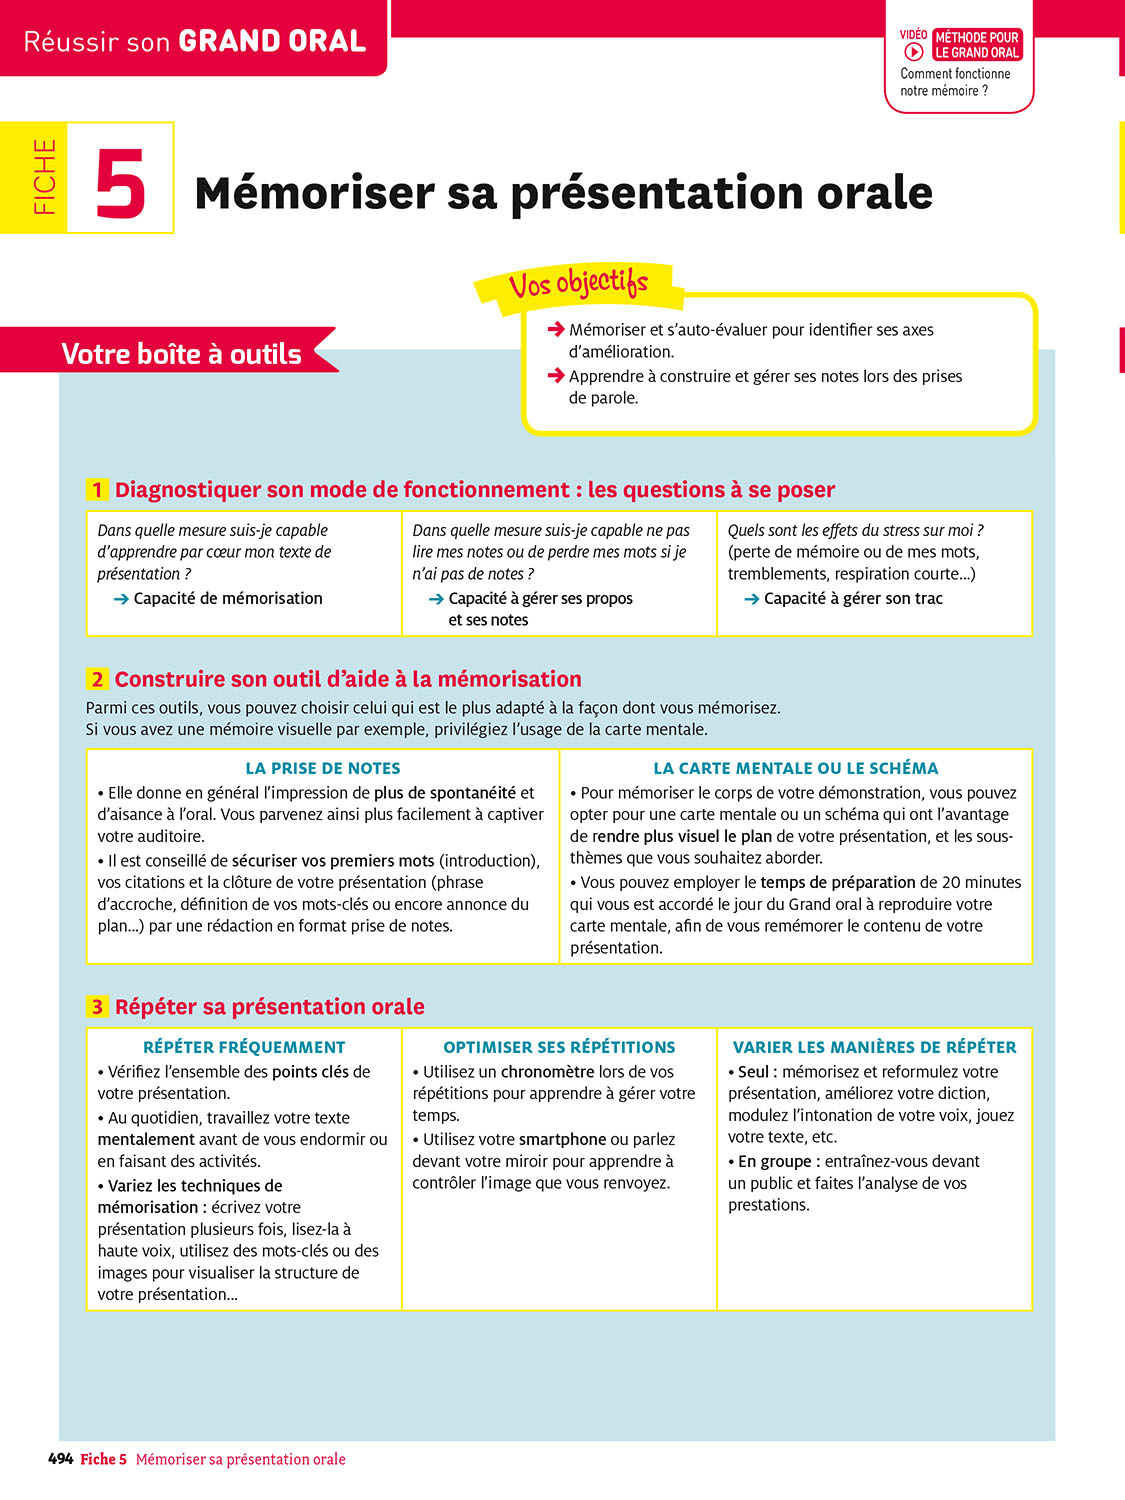 Réussir son GRAND ORAL
VIDÉO
MÉTHODE POUR
LE GRAND ORAL
Comment fonctionne
notre mémoire ?
FICHE
5
Mémoriser sa présentation orale
Vos objectifs
➔ Mémoriser et s’auto-évaluer pour identifier ses axes
d’amélioration.
➔ Apprendre à construire et gérer ses notes lors des prises
de parole.
Votre boîte à outils
1 Diagnostiquer son mode de fonctionnement : les questions à se poser
Dans quelle mesure suis-je capable
d’apprendre par cœur mon texte de
présentation ?
➔ Capacité de mémorisation
Dans quelle mesure suis-je capable ne pas
lire mes notes ou de perdre mes mots si je
n’ai pas de notes ?
➔ Capacité à gérer ses propos
et ses notes
Quels sont les effets du stress sur moi ?
(perte de mémoire ou de mes mots,
tremblements, respiration courte...)
➔ Capacité à gérer son trac
2 Construire son outil d’aide à la mémorisation
Parmi ces outils, vous pouvez choisir celui qui est le plus adapté à la façon dont vous mémorisez.
Si vous avez une mémoire visuelle par exemple, privilégiez l’usage de la carte mentale.
LA PRISE DE NOTES
• Elle donne en général l’impression de plus de spontanéité et
d’aisance à l’oral. Vous parvenez ainsi plus facilement à captiver
votre auditoire.
• Il est conseillé de sécuriser vos premiers mots (introduction),
vos citations et la clôture de votre présentation (phrase
d’accroche, définition de vos mots-clés ou encore annonce du
plan...) par une rédaction en format prise de notes.
LA CARTE MENTALE OU LE SCHÉMA
• Pour mémoriser le corps de votre démonstration, vous pouvez
opter pour une carte mentale ou un schéma qui ont l’avantage
de rendre plus visuel le plan de votre présentation, et les sous-
thèmes que vous souhaitez aborder.
• Vous pouvez employer le temps de préparation de 20 minutes
qui vous est accordé le jour du Grand oral à reproduire votre
carte mentale, afin de vous remémorer le contenu de votre
présentation.
3 Répéter sa présentation orale
RÉPÉTER FRÉQUEMMENT
• Vérifiez l’ensemble des points clés de
votre présentation.
• Au quotidien, travaillez votre texte
mentalement avant de vous endormir ou
en faisant des activités.
• Variez les techniques de
mémorisation : écrivez votre
présentation plusieurs fois, lisez-la à
haute voix, utilisez des mots-clés ou des
images pour visualiser la structure de
votre présentation...
OPTIMISER SES RÉPÉTITIONS
• Utilisez un chronomètre lors de vos
répétitions pour apprendre à gérer votre
temps.
• Utilisez votre smartphone ou parlez
devant votre miroir pour apprendre à
contrôler l’image que vous renvoyez.
VARIER LES MANIÈRES DE RÉPÉTER
• Seul : mémorisez et reformulez votre
présentation, améliorez votre diction,
modulez l’intonation de votre voix, jouez
votre texte, etc.
• En groupe : entraînez-vous devant
un public et faites l’analyse de vos
prestations.
494 Fiche 5 Mémoriser sa présentation orale